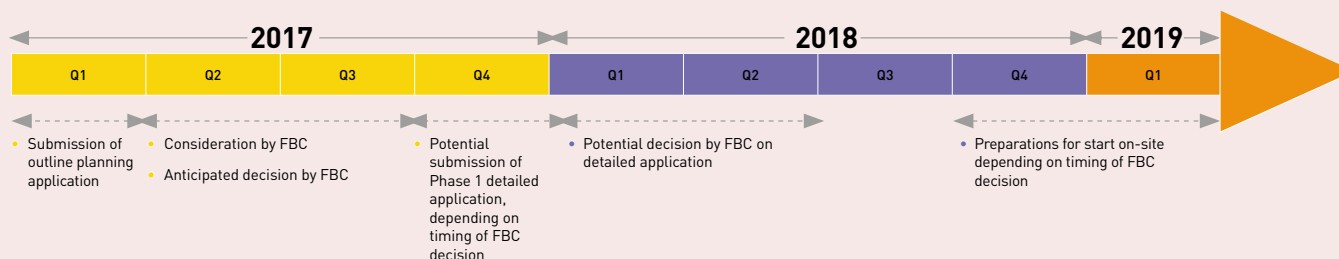 2017
2018
2019
Q1
Q2
Q3
Q4
Q1
Q2
Q3
Q4
Q1
• Submission of
outline planning
application
• Consideration by FBC
• Anticipated decision by FBC
• Potential
submission of
Phase 1 detailed
application,
depending on
timing of FBC
decision
• Potential decision by FBC on
detailed application
• Preparations for start on-site
depending on timing of FBC
decision